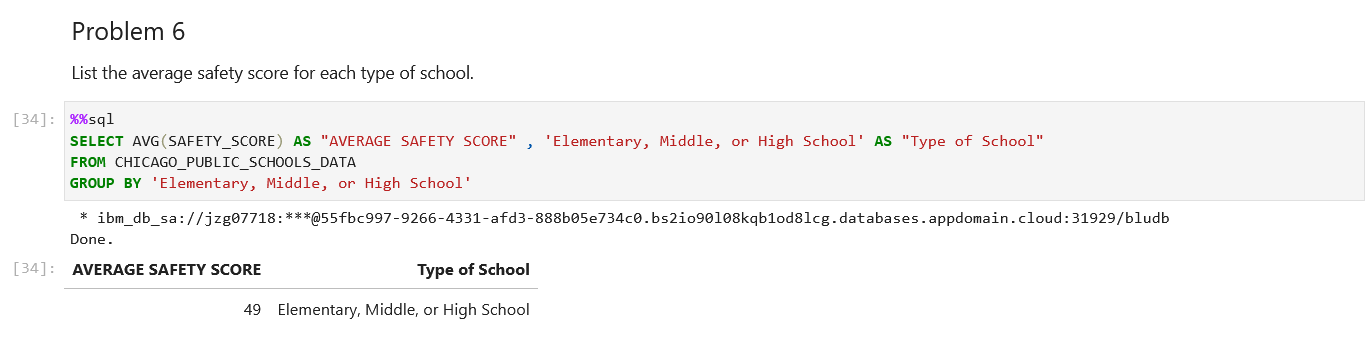 Problem 6
List the average safety score for each type of school.
[34]: %%sql
SELECT AVG(SAFETY_SCORE) AS "AVERAGE SAFETY SCORE" , 'Elementary, Middle, or High School' AS "Type of School"
FROM CHICAGO_PUBLIC_SCHOOLS_DATA
GROUP BY 'Elementary, Middle, or High School'
* ibm_db_sa://jzg07718:***@55fbc997-9266-4331-afd3-888b05e734c0.bs2io90l08kqb1od8lcg.databases.appdomain.cloud:31929/bludb
Done.
[34]: AVERAGE SAFETY SCORE Type of School
49 Elementary, Middle, or High School